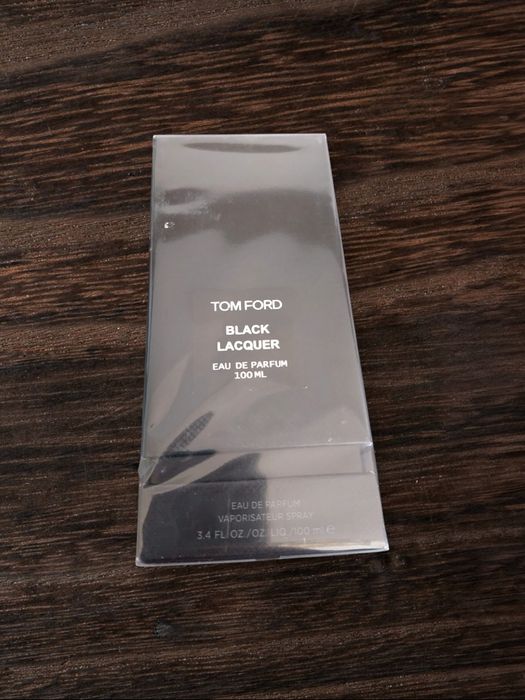 TOM FORD
BLACK
LACQUER
EAU DE PARFUM
100 ML
EAU DE PARFUM
VAPORISATEUR SPRAY
3.4 FL.OZ./OZ. LIQ./100 ml ℮